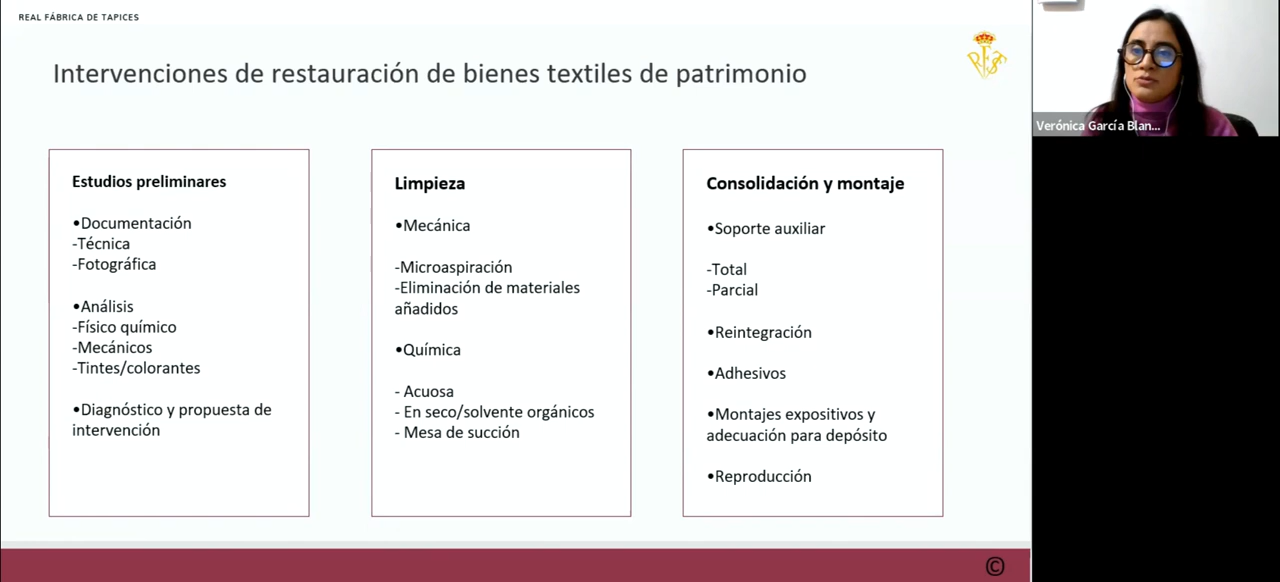 REAL FÁBRICA DE TAPICES
Intervenciones de restauración de bienes textiles de patrimonio
Estudios preliminares
•Documentación
-Técnica
-Fotográfica
•Análisis
-Físico químico
-Mecánicos
-Tintes/colorantes
•Diagnóstico y propuesta de
intervención
Limpieza
•Mecánica
-Microaspiración
-Eliminación de materiales
añadidos
•Química
- Acuosa
- En seco/solvente orgánicos
- Mesa de succión
Consolidación y montaje
•Soporte auxiliar
-Total
-Parcial
•Reintegración
•Adhesivos
•Montajes expositivos y
adecuación para depósito
•Reproducción
©
Verónica García Blan...